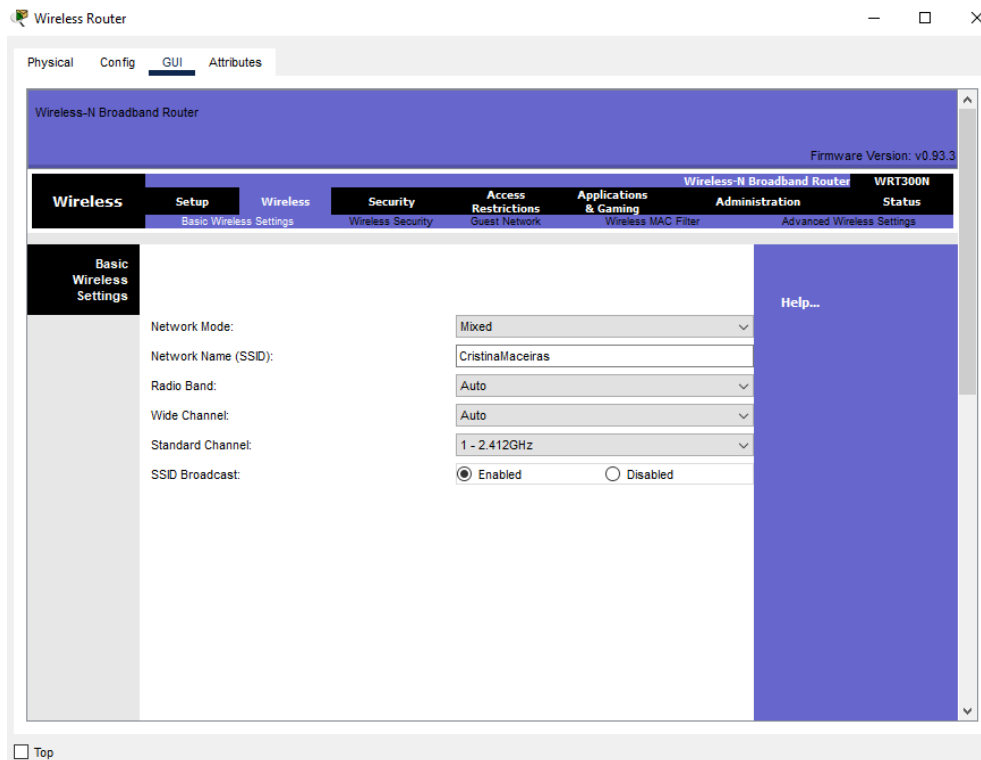 Wireless Router
Physical Config GUI Attributes
Wireless-N Broadband Router
Firmware Version: v0.93.3
Wireless-N Broadband Router WRT300N
Wireless
Setup Wireless Security Access Restrictions Applications & Gaming Administration Status
Basic Wireless Settings Wireless Security Guest Network Wireless MAC Filter Advanced Wireless Settings
Basic
Wireless
Settings
Help...
Network Mode: Mixed
Network Name (SSID): CristinaMaceiras
Radio Band: Auto
Wide Channel: Auto
Standard Channel: 1 - 2.412GHz
SSID Broadcast: Enabled Disabled
Top